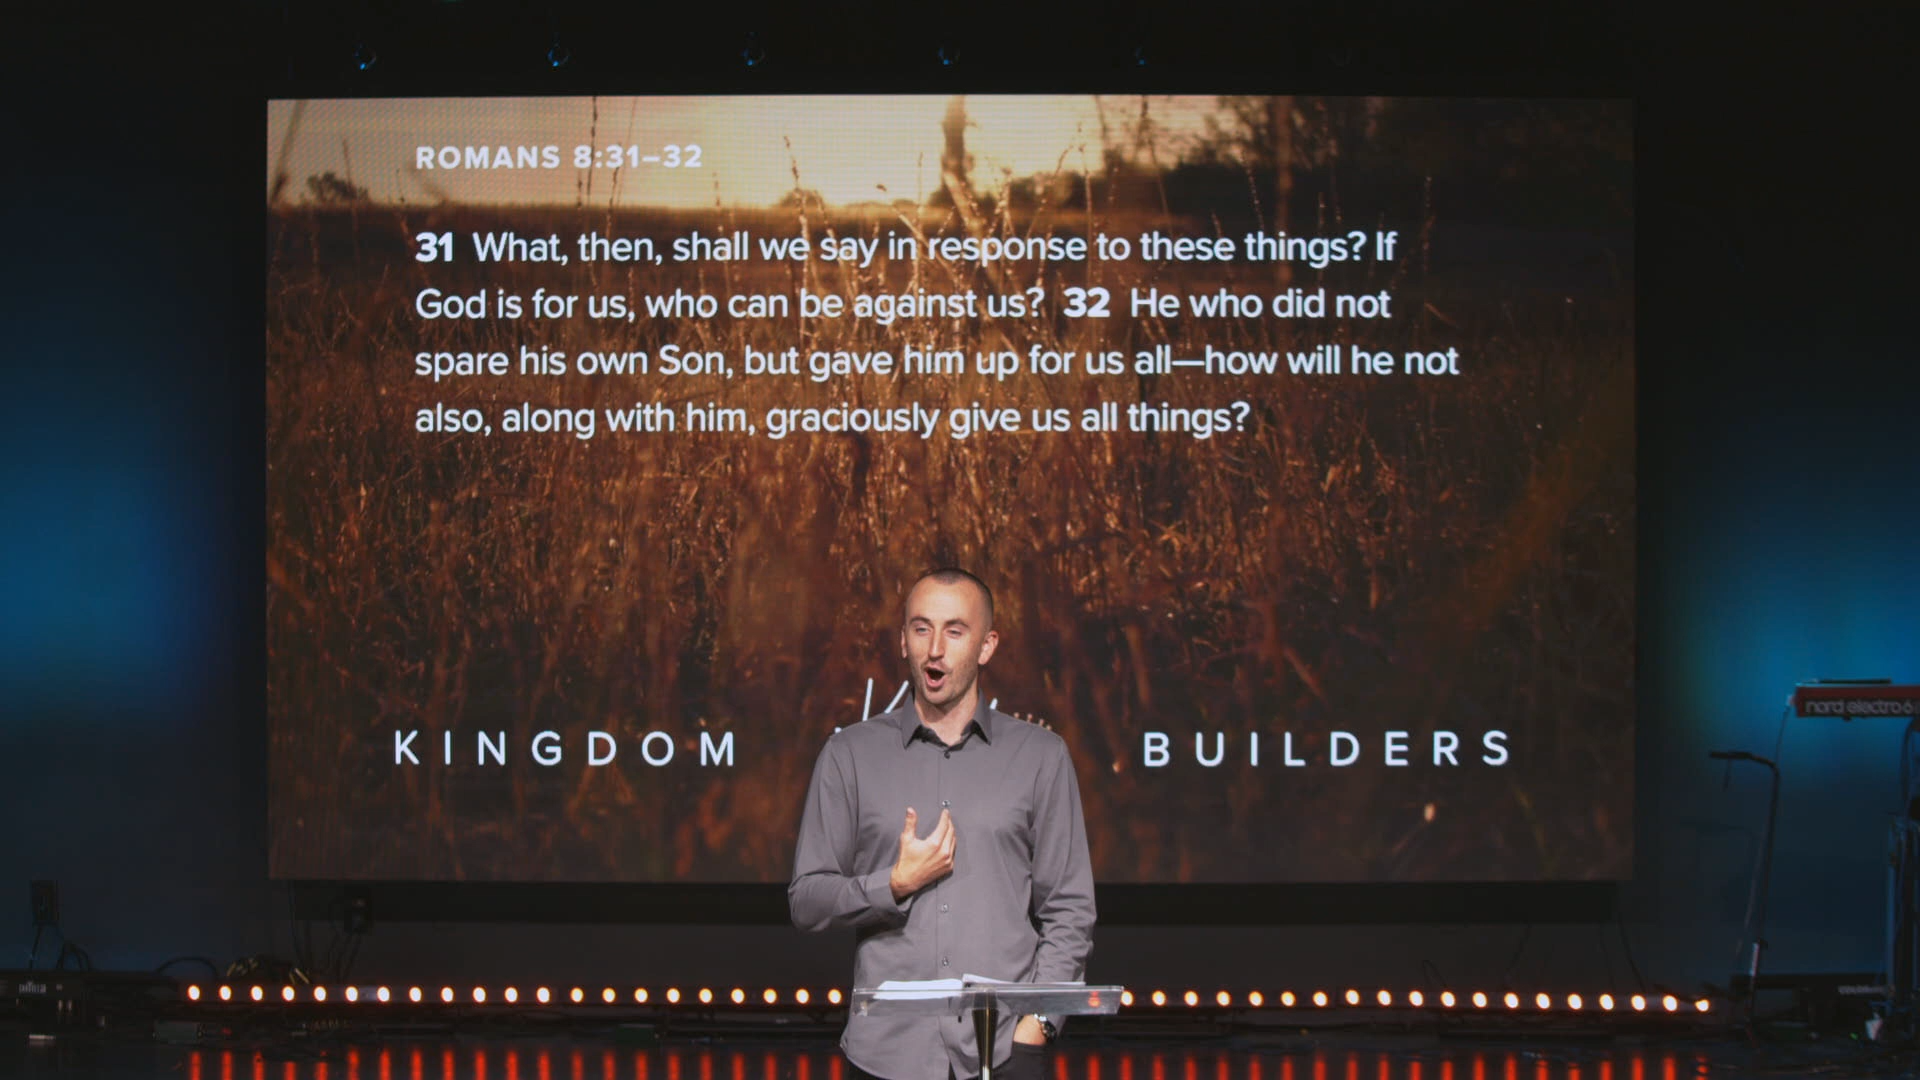 ROMANS 8:31–32
31 What, then, shall we say in response to these things? If
God is for us, who can be against us? 32 He who did not
spare his own Son, but gave him up for us all—how will he not
also, along with him, graciously give us all things?
KINGDOM BUILDERS
nord electro 6